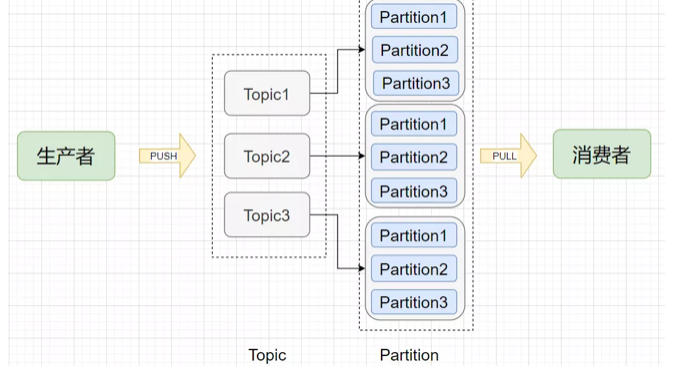 生产者
PUSH
Topic1
Topic2
Topic3
Partition1
Partition2
Partition3
Partition1
Partition2
Partition3
Partition1
Partition2
Partition3
PULL
消费者
Topic
Partition